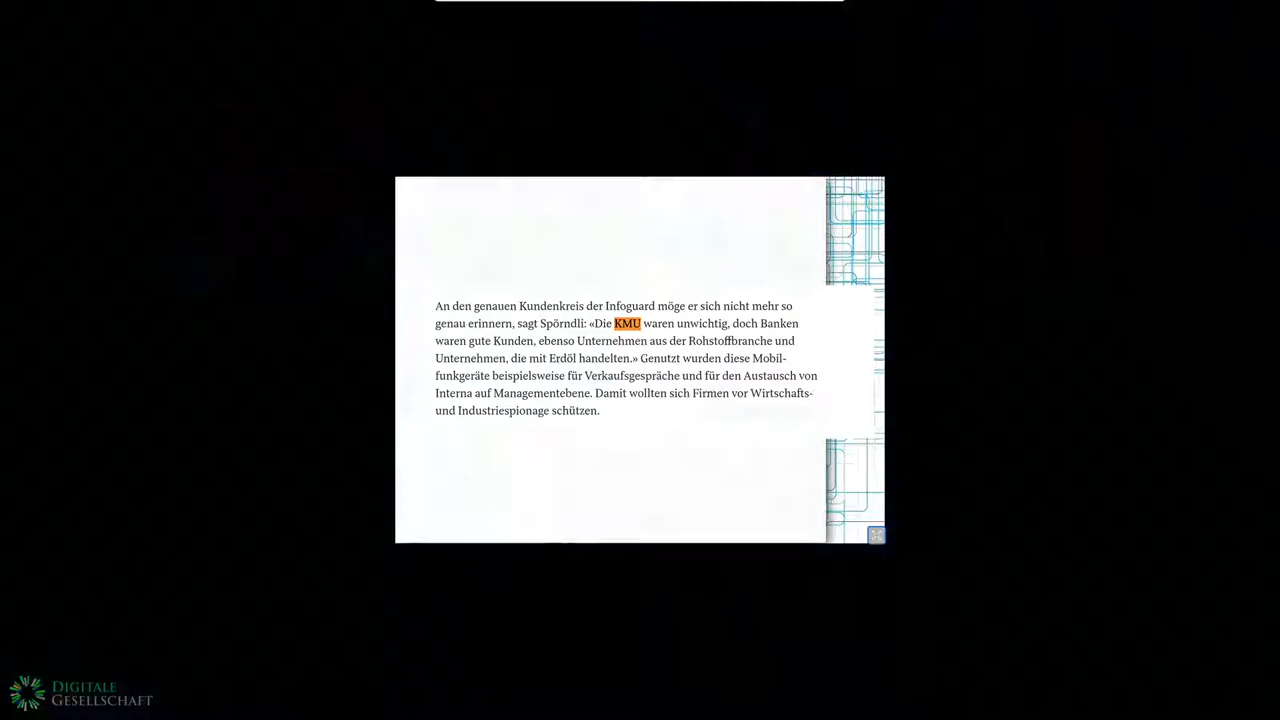 An den genauen Kundenkreis der Infoguard möge er sich nicht mehr so
genau erinnern, sagt Spörndli: «Die KMU waren unwichtig, doch Banken
waren gute Kunden, ebenso Unternehmen aus der Rohstoffbranche und
Unternehmen, die mit Erdöl handelten.» Genutzt wurden diese Mobil-
funkgeräte beispielsweise für Verkaufsgespräche und für den Austausch von
Interna auf Managementebene. Damit wollten sich Firmen vor Wirtschafts-
und Industriespionage schützen.
DIGITALE
GESELLSCHAFT